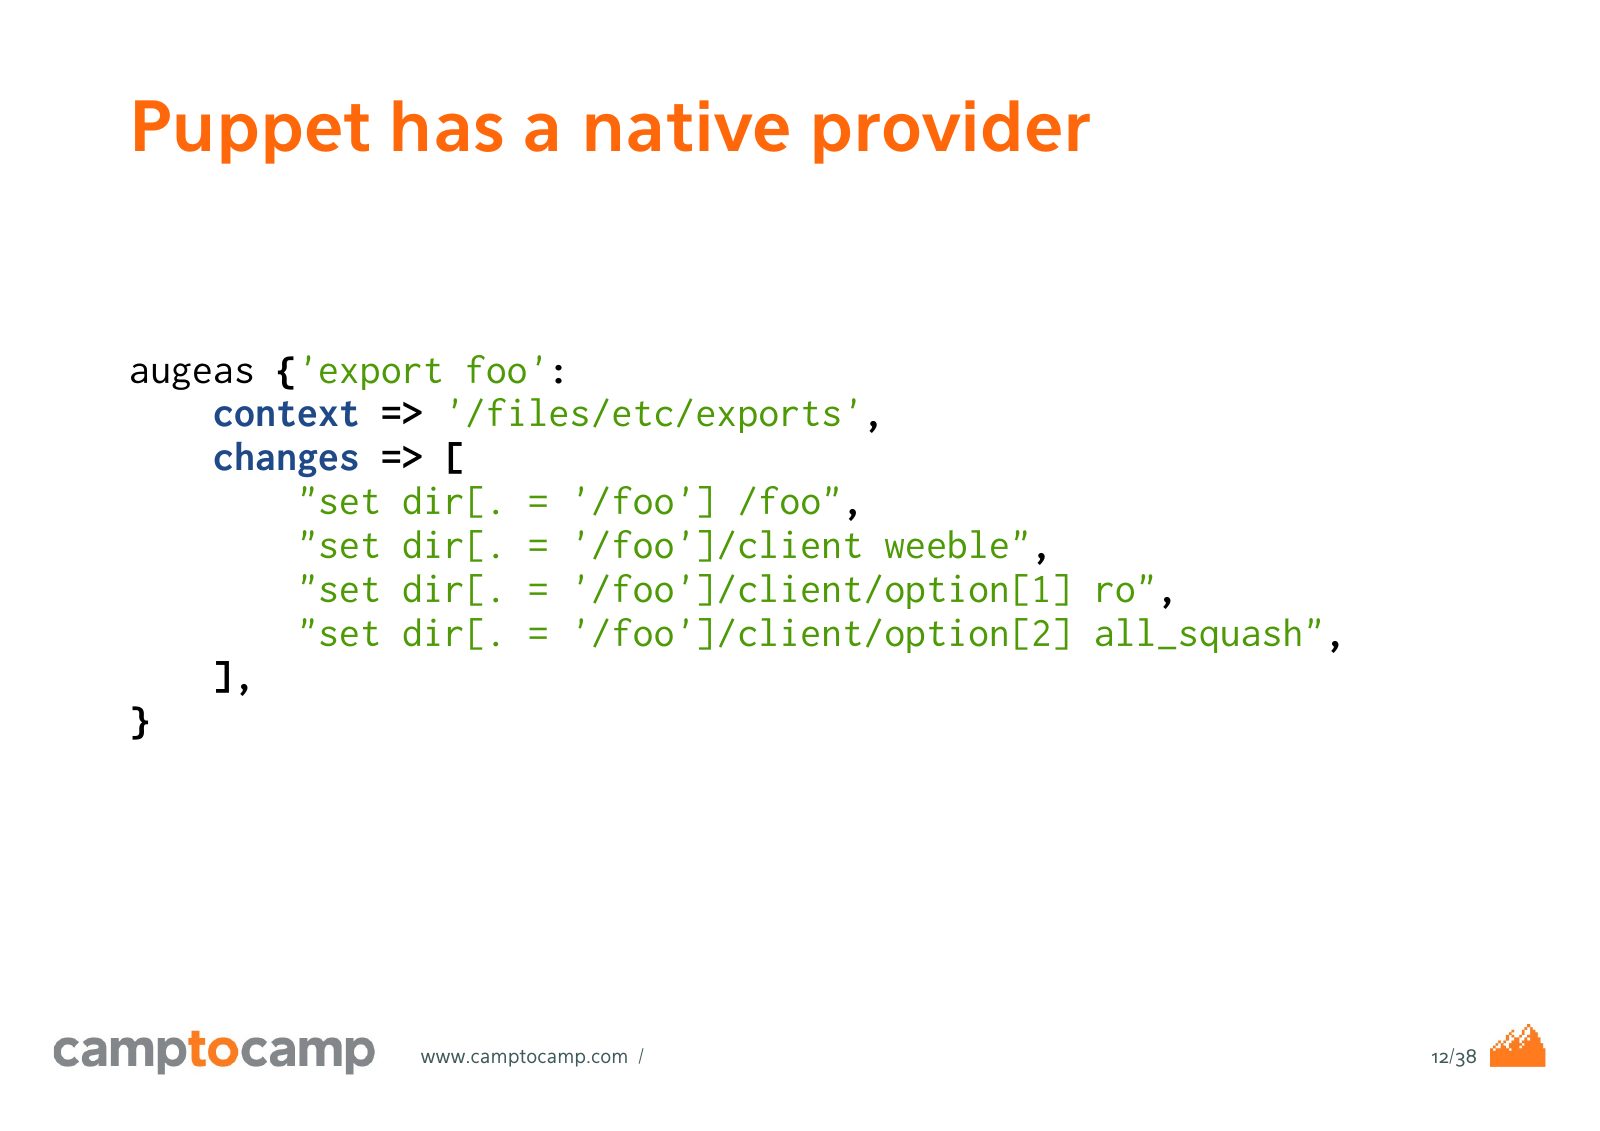 Puppet has a native provider
augeas {'export foo':
    context => '/files/etc/exports',
    changes => [
        "set dir[. = '/foo'] /foo",
        "set dir[. = '/foo']/client weeble",
        "set dir[. = '/foo']/client/option[1] ro",
        "set dir[. = '/foo']/client/option[2] all_squash",
    ],
}
camptocamp
www.camptocamp.com /
12/38